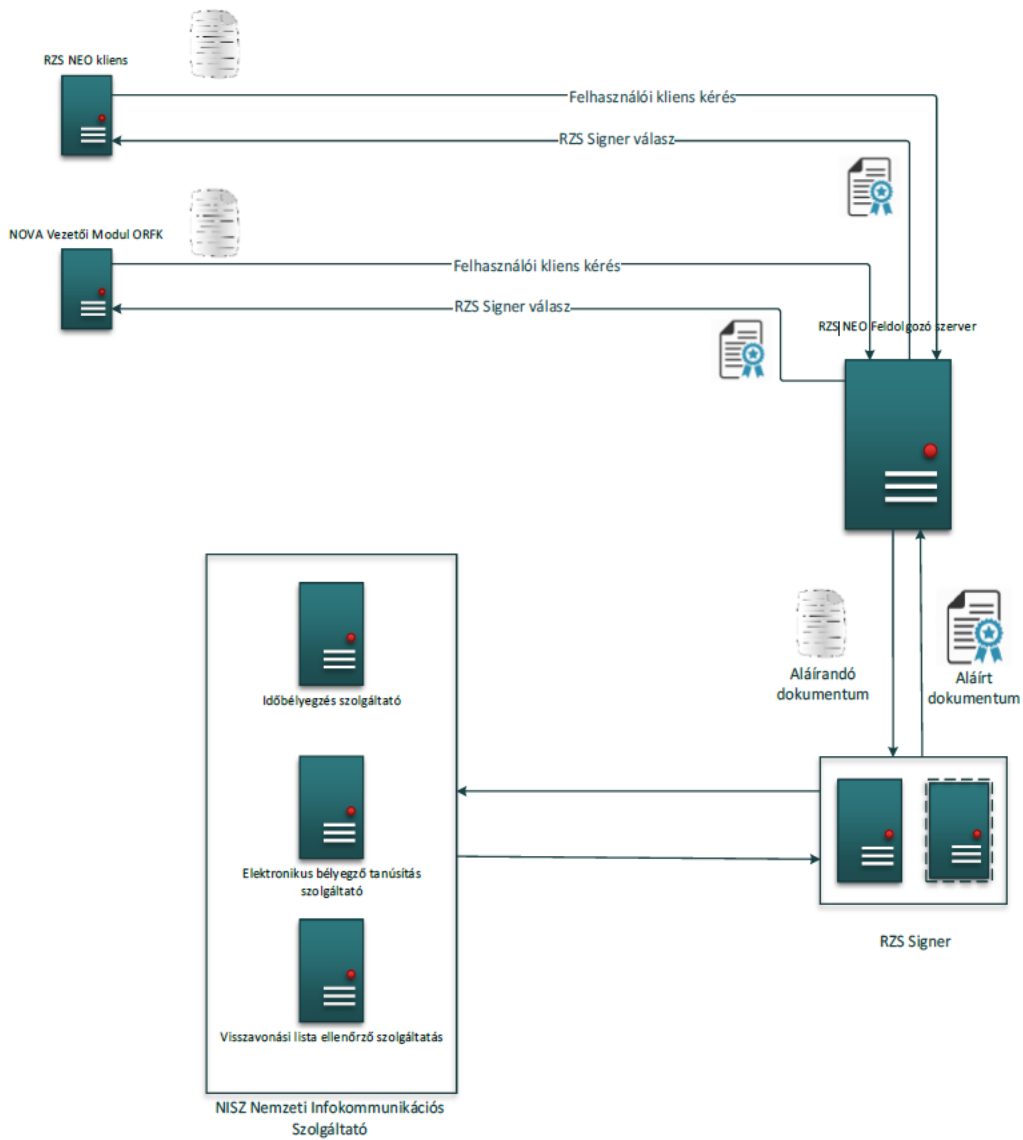 RZS NEO kliens
Felhasználói kliens kérés
RZS Signer válasz
NOVA Vezetői Modul ORFK
Felhasználói kliens kérés
RZS Signer válasz
RZS NEO Feldolgozó szerver
Aláírandó
dokumentum
Aláírt
dokumentum
Időbélyegzés szolgáltató
Elektronikus bélyegző tanúsítás
szolgáltató
RZS Signer
Visszavonási lista ellenőrző szolgáltatás
NISZ Nemzeti Infokommunikációs
Szolgáltató